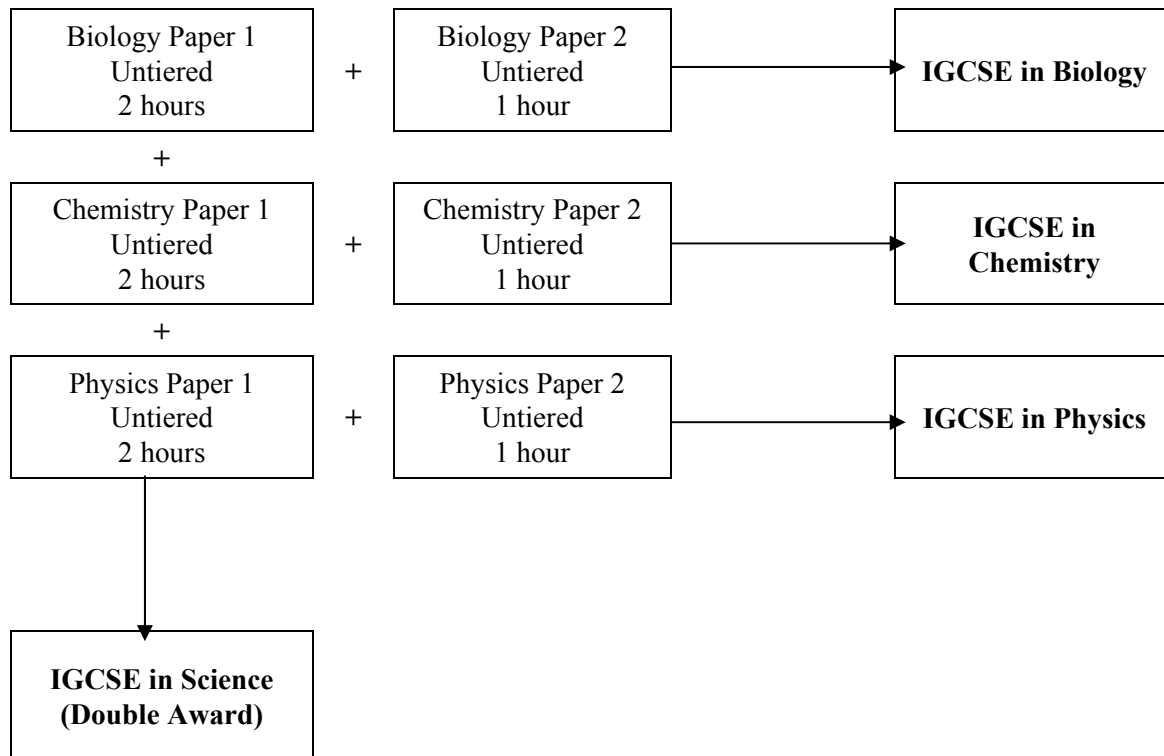 Biology Paper 1
Untiered
2 hours
+
Biology Paper 2
Untiered
1 hour
IGCSE in Biology
+
Chemistry Paper 1
Untiered
2 hours
+
Chemistry Paper 2
Untiered
1 hour
IGCSE in
Chemistry
+
Physics Paper 1
Untiered
2 hours
+
Physics Paper 2
Untiered
1 hour
IGCSE in Physics
IGCSE in Science
(Double Award)